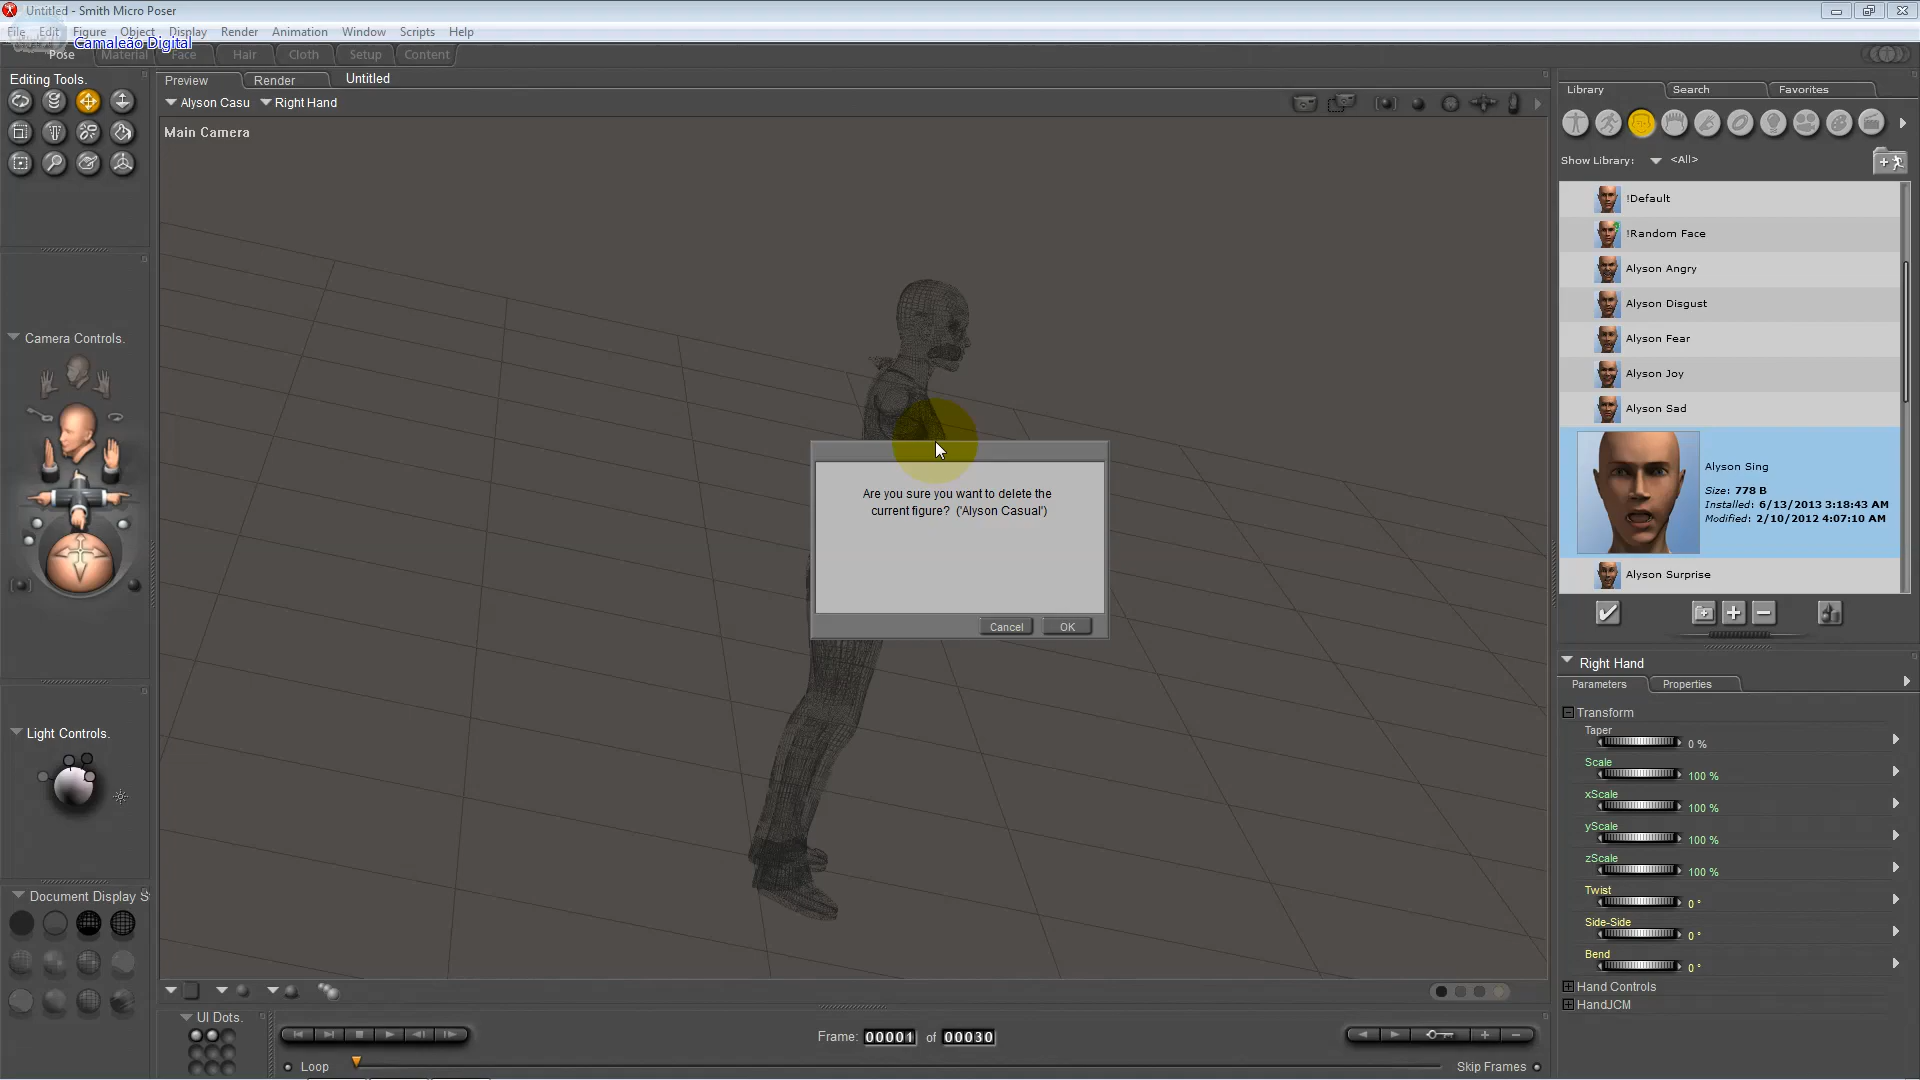 Untitled - Smith Micro Poser
File Edit Figure Object Display Render Animation Window Scripts Help
Camaleão Digital
Pose Material Face Hair Cloth Setup Content
Editing Tools.
Preview Render Untitled
Alyson Casu Right Hand
Main Camera
Camera Controls.
Light Controls.
Document Display S
UI Dots.
Are you sure you want to delete the
current figure? ('Alyson Casual')
Cancel OK
Frame: 00001 of 00030
Loop
Skip Frames
Library Search Favorites
Show Library: <All>
!Default
!Random Face
Alyson Angry
Alyson Disgust
Alyson Fear
Alyson Joy
Alyson Sad
Alyson Sing
Size: 778 B
Installed: 6/13/2013 3:18:43 AM
Modified: 2/10/2012 4:07:10 AM
Alyson Surprise
Right Hand
Parameters Properties
Transform
Taper
0 %
Scale
100 %
xScale
100 %
yScale
100 %
zScale
100 %
Twist
0 °
Side-Side
0 °
Bend
0 °
Hand Controls
HandJCM